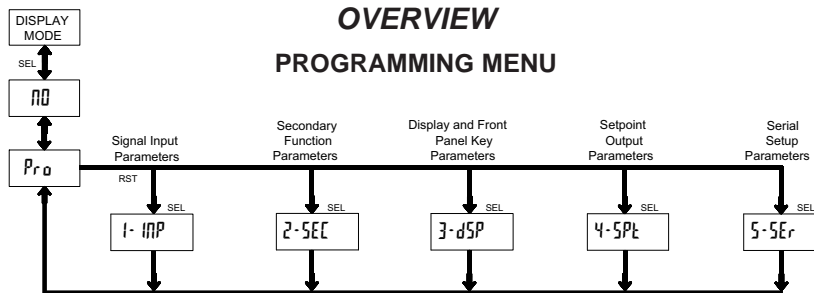 OVERVIEW
PROGRAMMING MENU
DISPLAY
MODE
SEL
NO
Pro
RST
Signal Input
Parameters
Secondary
Function
Parameters
Display and Front
Panel Key
Parameters
Setpoint
Output
Parameters
Serial
Setup
Parameters
SEL
1-INP
SEL
2-SEC
SEL
3-dSP
SEL
4-SPt
SEL
5-SEr